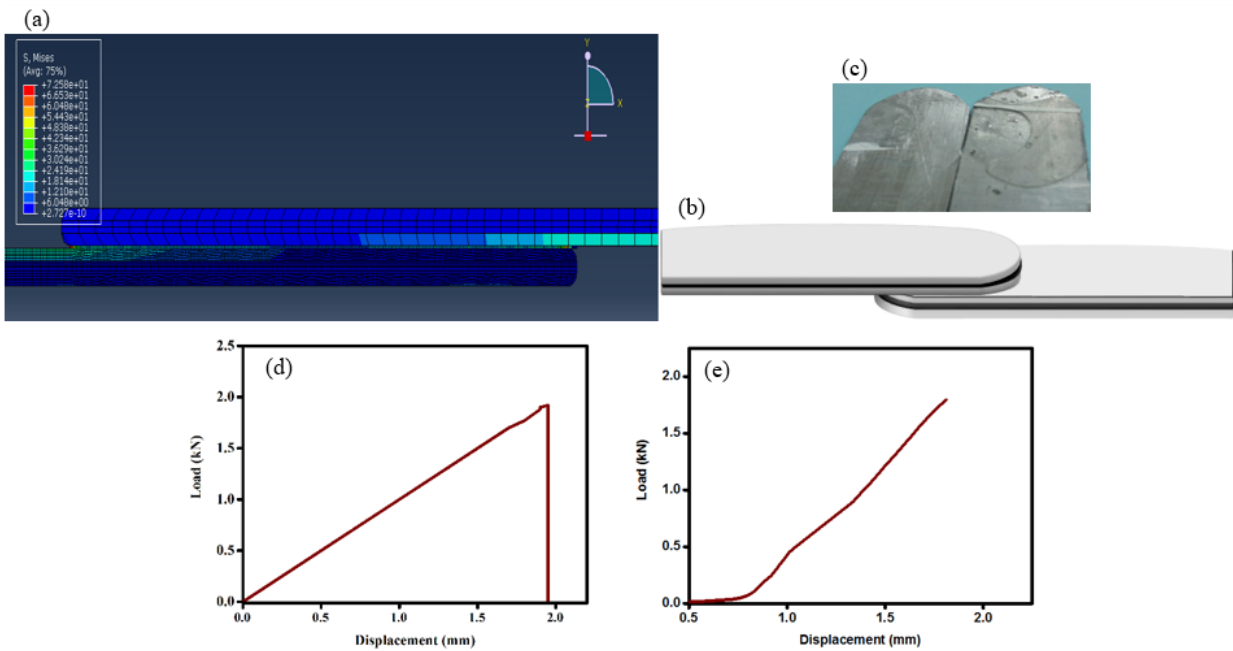 (a)
S, Mises
(Avg: 75%)
+7.258e+01
+6.653e+01
+6.048e+01
+5.443e+01
+4.838e+01
+4.234e+01
+3.629e+01
+3.024e+01
+2.419e+01
+1.814e+01
+1.210e+01
+6.048e+00
+2.727e-10
Y
Z
X
(c)
(b)
(d)
2.5
2.0
1.5
1.0
0.5
0.0
Load (kN)
0.0 0.5 1.0 1.5 2.0
Displacement (mm)
(e)
2.0
1.5
1.0
0.5
0.0
Load (kN)
0.5 1.0 1.5 2.0
Displacement (mm)